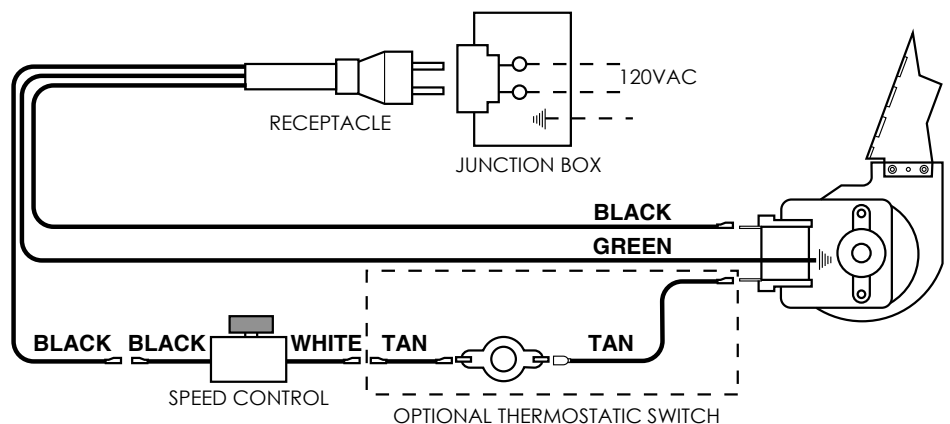 120VAC
RECEPTACLE
JUNCTION BOX
BLACK
GREEN
BLACK BLACK WHITE TAN TAN
SPEED CONTROL
OPTIONAL THERMOSTATIC SWITCH